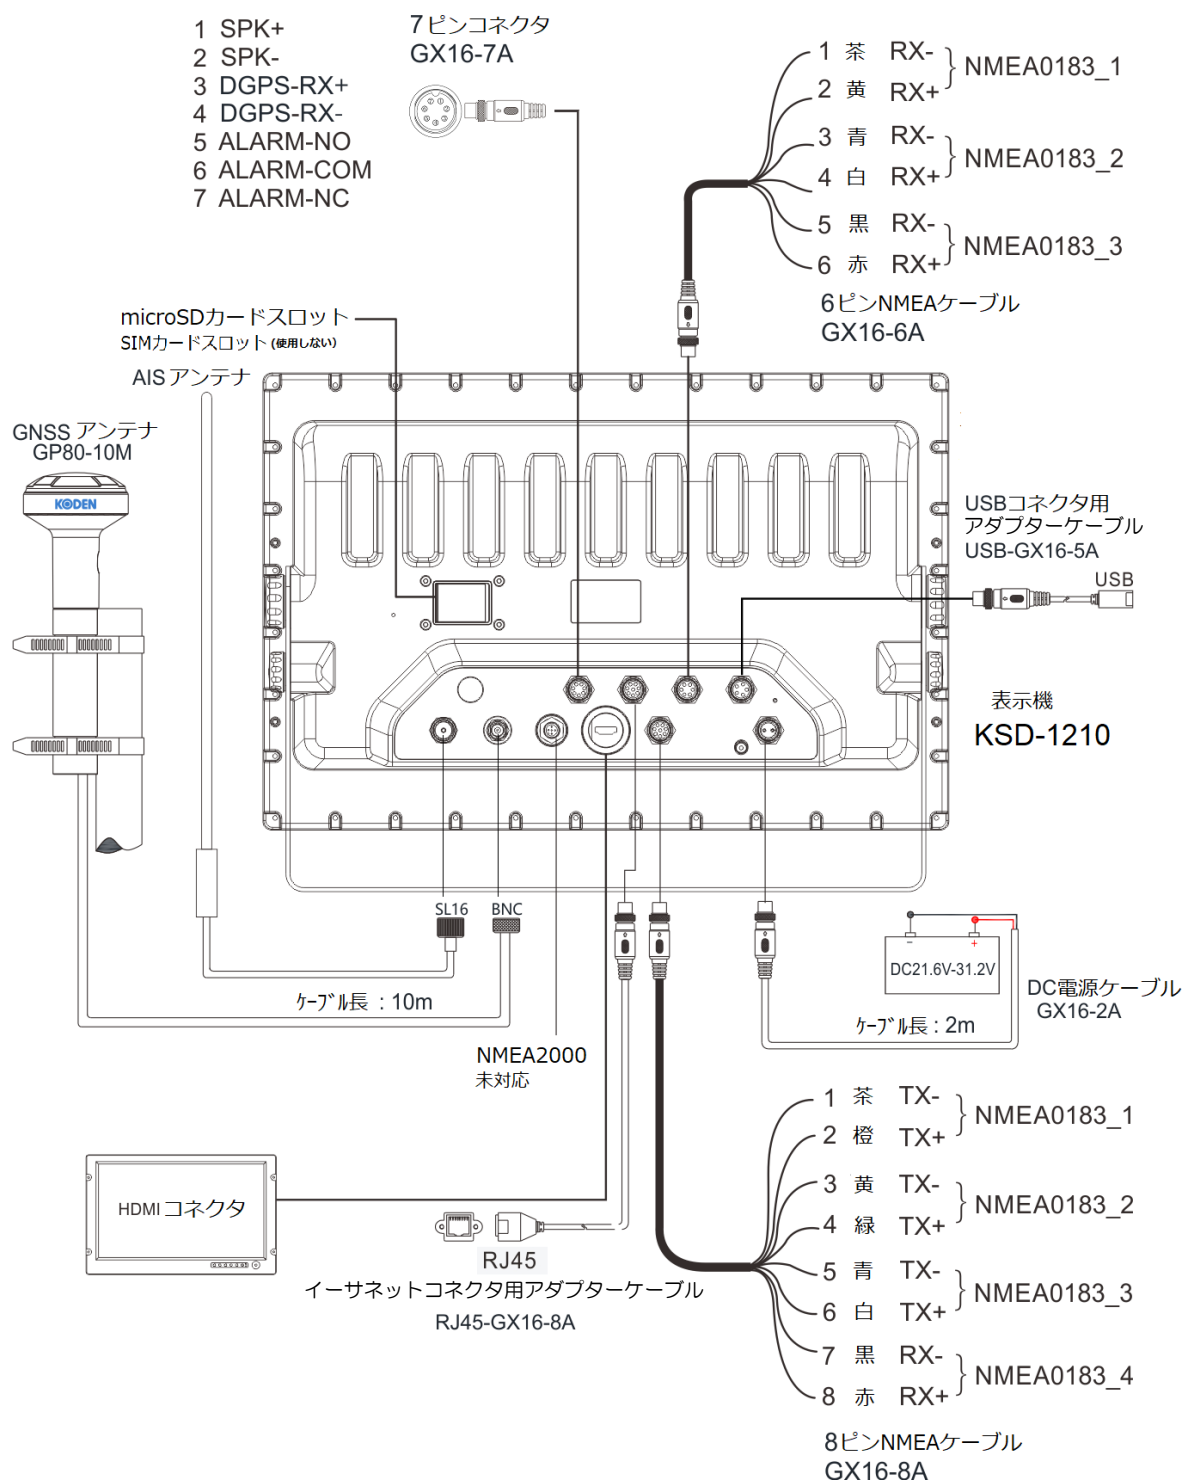 1 SPK+
2 SPK-
3 DGPS-RX+
4 DGPS-RX-
5 ALARM-NO
6 ALARM-COM
7 ALARM-NC
7ピンコネクタ
GX16-7A
1 茶 RX-
2 黄 RX+
NMEA0183_1
3 青 RX-
4 白 RX+
NMEA0183_2
5 黒 RX-
6 赤 RX+
NMEA0183_3
6ピンNMEAケーブル
GX16-6A
microSDカードスロット
SIMカードスロット(使用しない)
AISアンテナ
GNSS アンテナ
GP80-10M
KODEN
USBコネクタ用
アダプターケーブル
USB-GX16-5A
USB
表示機
KSD-1210
SL16
BNC
ｹｰﾌﾞﾙ長 : 10m
NMEA2000
未対応
- +
DC21.6V-31.2V
DC電源ケーブル
GX16-2A
ｹｰﾌﾞﾙ長 : 2m
HDMI コネクタ
RJ45
イーサネットコネクタ用アダプターケーブル
RJ45-GX16-8A
1 茶 TX-
2 橙 TX+
NMEA0183_1
3 黄 TX-
4 緑 TX+
NMEA0183_2
5 青 TX-
6 白 TX+
NMEA0183_3
7 黒 RX-
8 赤 RX+
NMEA0183_4
8ピンNMEAケーブル
GX16-8A